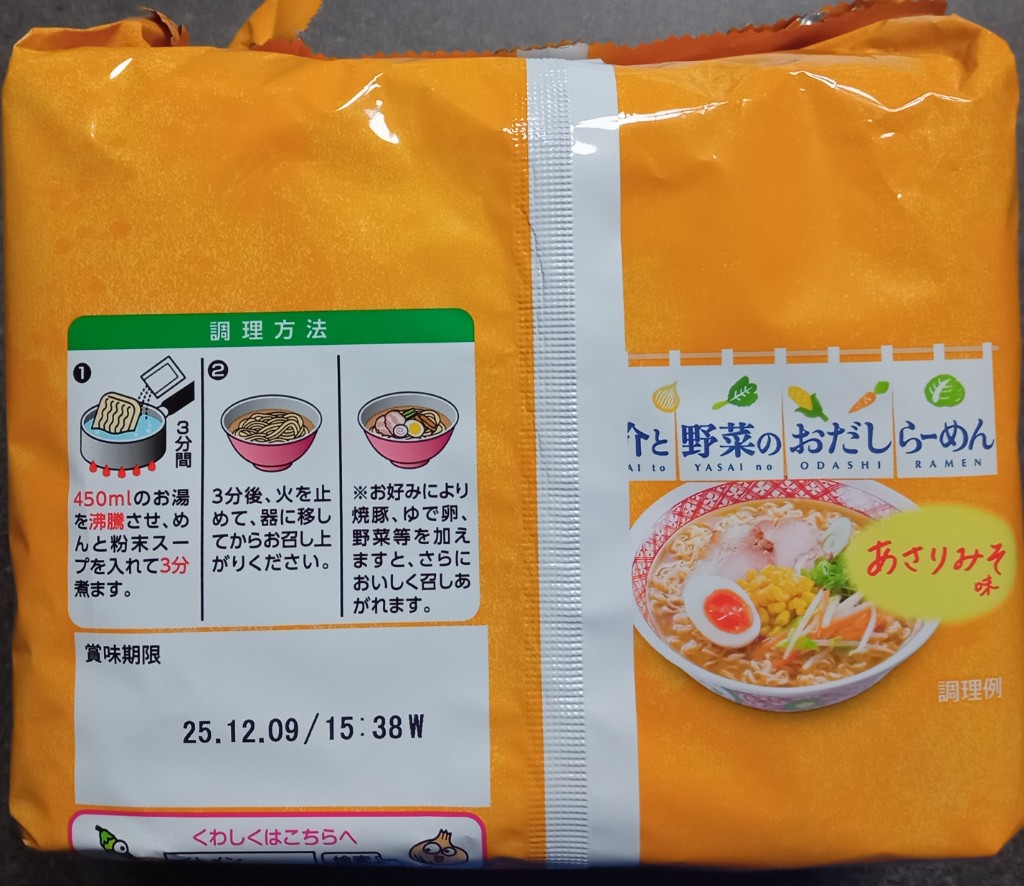 調理方法
1
3分間
450mlのお湯
を沸騰させ、め
んと粉末スー
プを入れて3分
煮ます。
2
3分後、火を止
めて、器に移し
てからお召し上
がりください。
※お好みにより
焼豚、ゆで卵、
野菜等を加え
ますと、さらに
おいしく召しあ
がれます。
賞味期限
25.12.09/15:38W
くわしくはこちらへ
介と 野菜の おだし らーめん
AI to YASAI no ODASHI RAMEN
あさりみそ
味
調理例